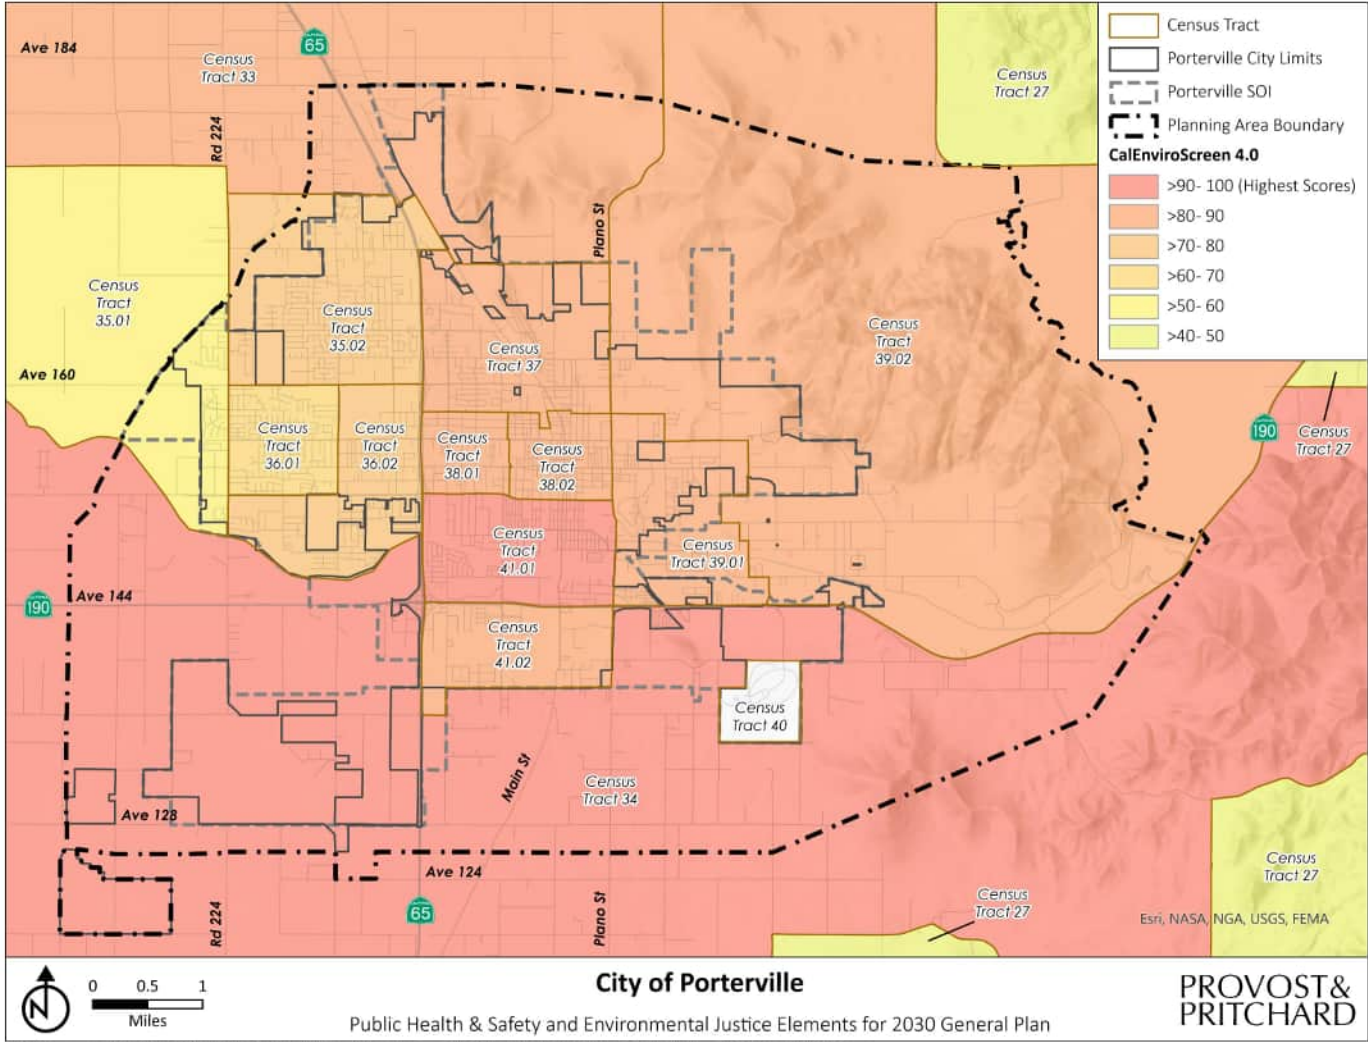 Ave 184
65
Census
Tract 33
Census
Tract 27
Census Tract
Porterville City Limits
Porterville SOI
Planning Area Boundary
CalEnviroScreen 4.0
>90- 100 (Highest Scores)
>80- 90
>70- 80
>60- 70
>50- 60
>40- 50
Rd 224
Plano St
Census
Tract
35.01
Census
Tract
35.02
Census
Tract 37
Census
Tract
39.02
Ave 160
Census
Tract
36.01
Census
Tract
36.02
Census
Tract
38.01
Census
Tract
38.02
190
Census
Tract 27
Census
Tract
41.01
Census
Tract 39.01
190
Ave 144
Census
Tract
41.02
Census
Tract 40
Main St
Census
Tract 34
Ave 128
Ave 124
Rd 224
65
Plano St
Census
Tract 27
Census
Tract 27
Esri, NASA, NGA, USGS, FEMA
N
0 0.5 1
Miles
City of Porterville
Public Health & Safety and Environmental Justice Elements for 2030 General Plan
PROVOST&
PRITCHARD